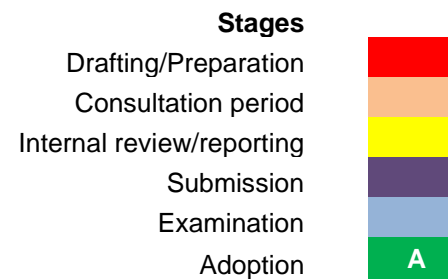 Stages
Drafting/Preparation
Consultation period
Internal review/reporting
Submission
Examination
Adoption A